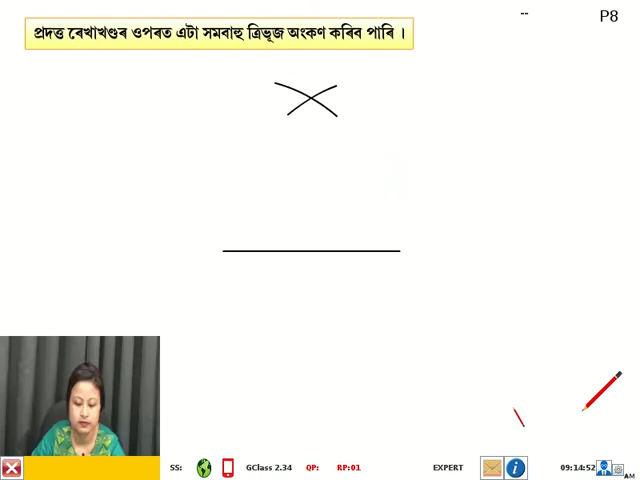 --
P8
প্ৰদত্ত ৰেখাখণ্ডৰ ওপৰত এটা সমবাহু ত্ৰিভূজ অংকণ কৰিব পাৰি ।
SS: GClass 2.34 QP: RP:01 EXPERT 09:14:52 AM